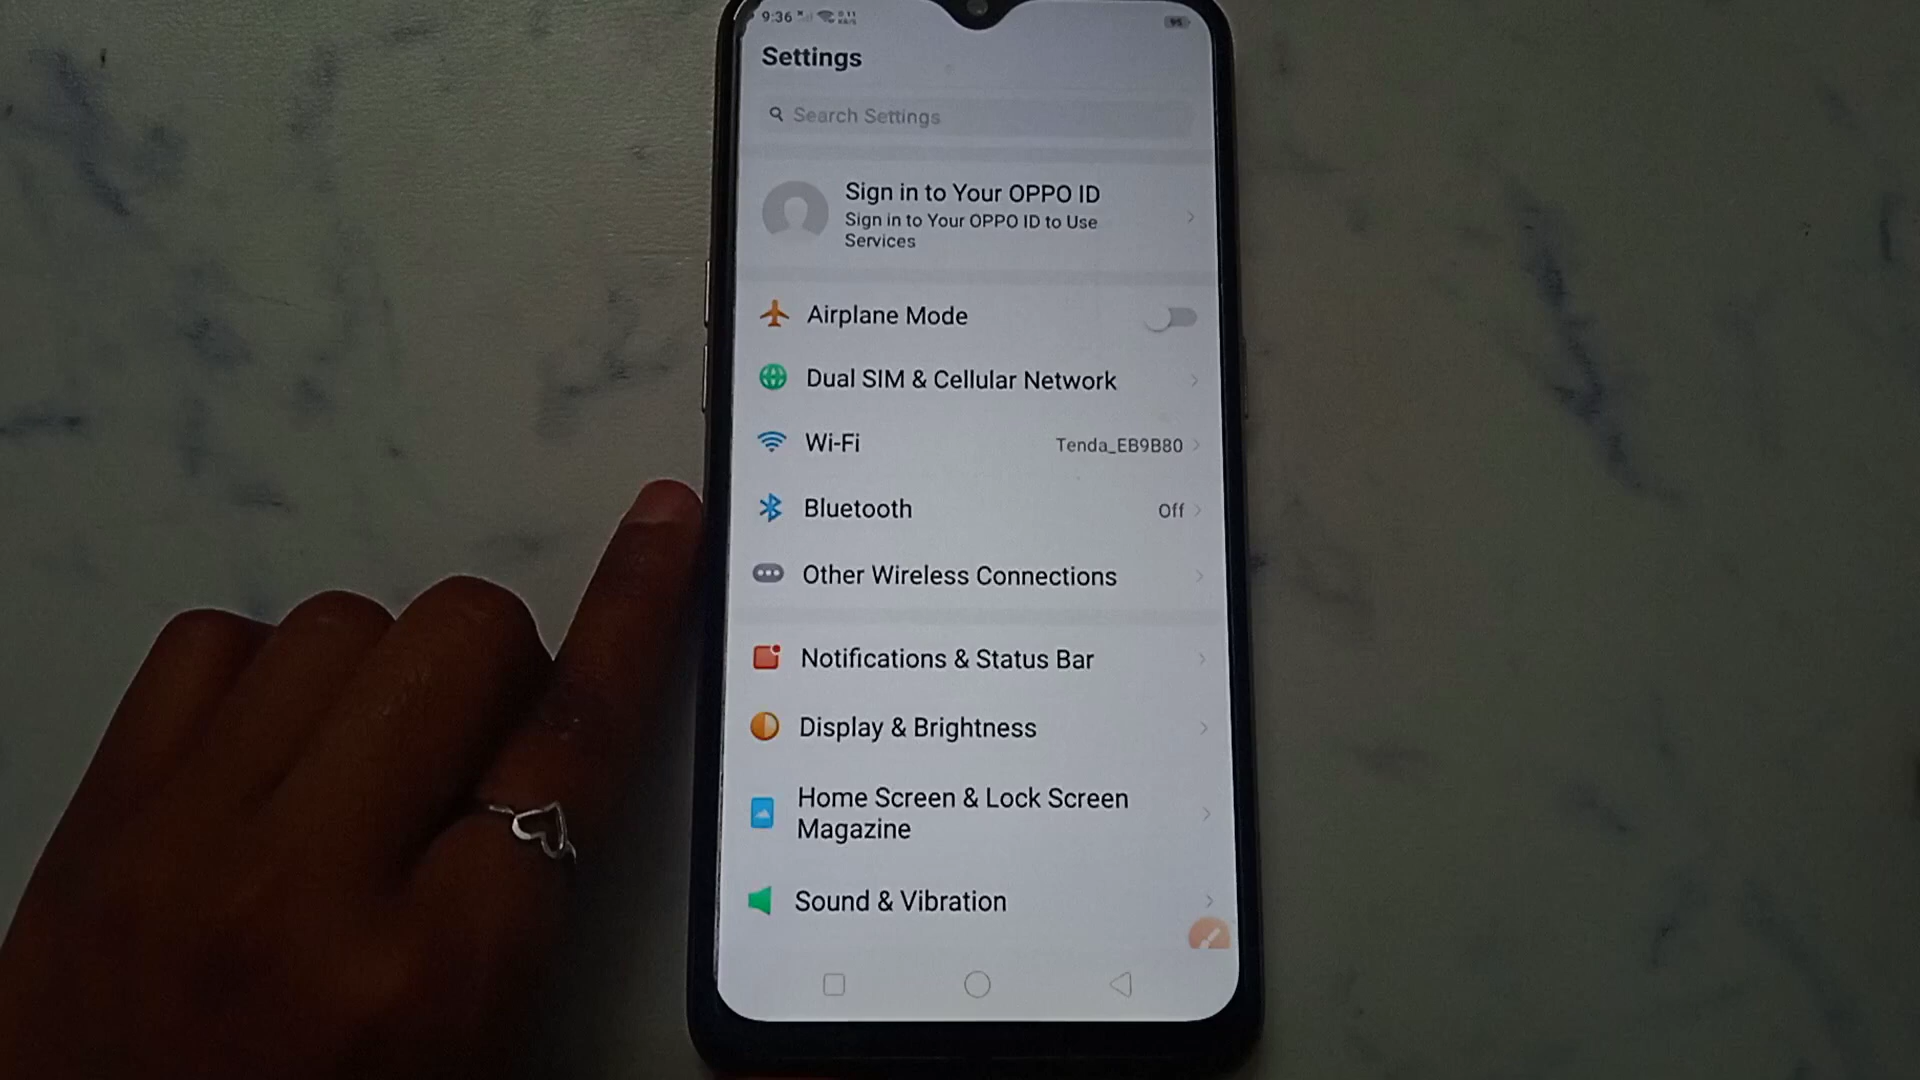 9:36
95
Settings
Search Settings
Sign in to Your OPPO ID
Sign in to Your OPPO ID to Use
Services
Airplane Mode
Dual SIM & Cellular Network
Wi-Fi
Tenda_EB9B80
Bluetooth
Off
Other Wireless Connections
Notifications & Status Bar
Display & Brightness
Home Screen & Lock Screen
Magazine
Sound & Vibration